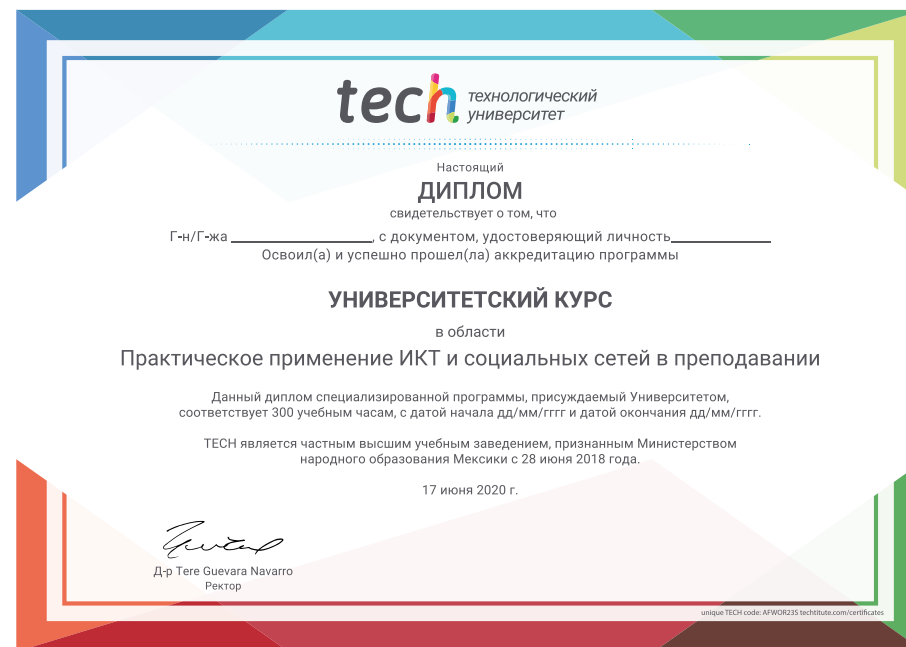 tech технологический
университет
Настоящий
ДИПЛОМ
свидетельствует о том, что
Г-н/Г-жа ____________________, с документом, удостоверяющий личность______________
Освоил(а) и успешно прошел(ла) аккредитацию программы
УНИВЕРСИТЕТСКИЙ КУРС
в области
Практическое применение ИКТ и социальных сетей в преподавании
Данный диплом специализированной программы, присуждаемый Университетом,
соответствует 300 учебным часам, с датой начала дд/мм/гггг и датой окончания дд/мм/гггг.
TECH является частным высшим учебным заведением, признанным Министерством
народного образования Мексики с 28 июня 2018 года.
17 июня 2020 г.
Д-р Tere Guevara Navarro
Ректор
unique TECH code: AFWOR23S techtitute.com/certificates